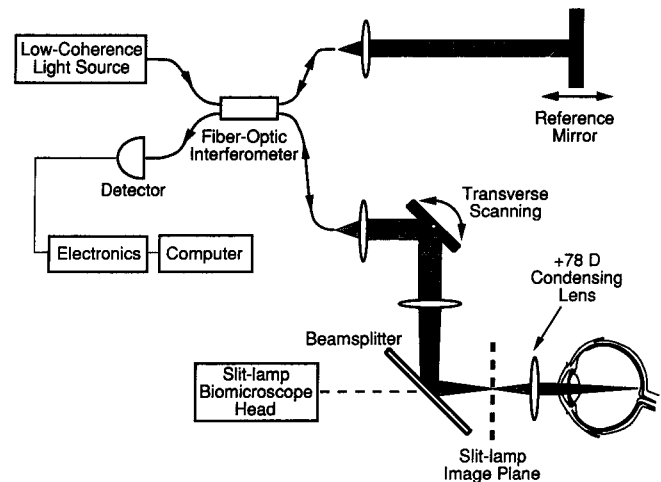 Low-Coherence
Light Source
Fiber-Optic
Interferometer
Detector
Electronics
Computer
Reference
Mirror
Transverse
Scanning
+78 D
Condensing
Lens
Beamsplitter
Slit-lamp
Biomicroscope
Head
Slit-lamp
Image Plane